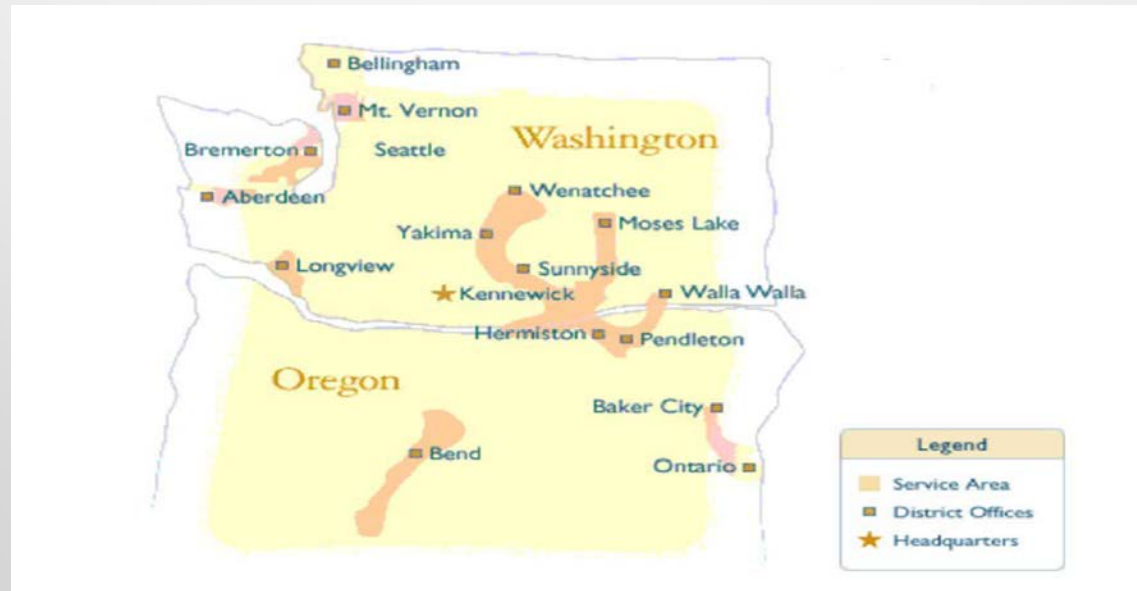 Bellingham
Mt. Vernon
Washington
Bremerton
Seattle
Aberdeen
Wenatchee
Yakima
Moses Lake
Longview
Sunnyside
Kennewick
Walla Walla
Hermiston
Pendleton
Oregon
Baker City
Bend
Ontario
Legend
Service Area
District Offices
Headquarters